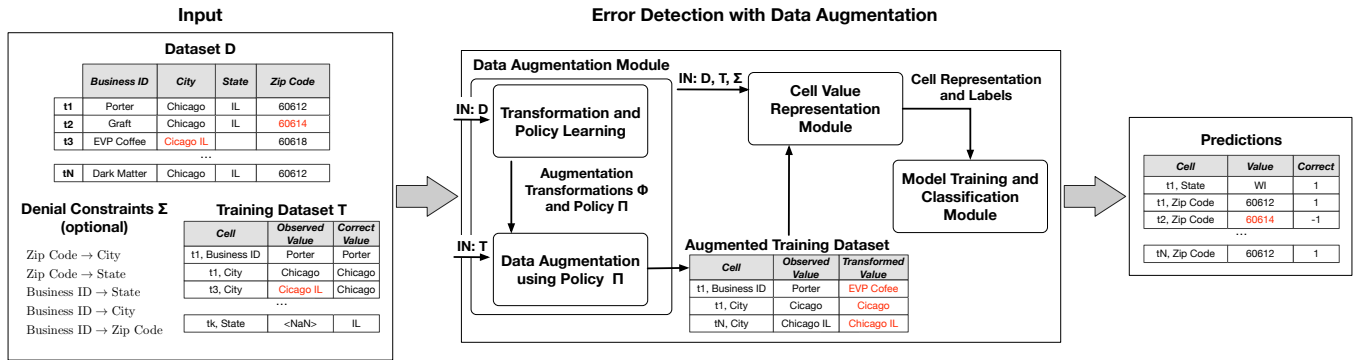 Input
Error Detection with Data Augmentation
Dataset D
Business ID City State Zip Code
t1 Porter Chicago IL 60612
t2 Graft Chicago IL 60614
t3 EVP Coffee Cicago IL 60618
...
tN Dark Matter Chicago IL 60612
Denial Constraints Σ
(optional)
Zip Code → City
Zip Code → State
Business ID → State
Business ID → City
Business ID → Zip Code
Training Dataset T
Cell Observed Value Correct Value
t1, Business ID Porter Porter
t1, City Chicago Chicago
t3, City Cicago IL Chicago
...
tk, State <NaN> IL
Data Augmentation Module
IN: D
Transformation and
Policy Learning
Augmentation
Transformations Φ
and Policy Π
IN: T
Data Augmentation
using Policy Π
IN: D, T, Σ
Cell Value
Representation
Module
Cell Representation
and Labels
Model Training and
Classification
Module
Augmented Training Dataset
Cell Observed Value Transformed Value
t1, Business ID Porter EVP Cofee
t1, City Cicago Cicago
tN, City Chicago IL Chicago IL
Predictions
Cell Value Correct
t1, State WI 1
t1, Zip Code 60612 1
t2, Zip Code 60614 -1
...
tN, Zip Code 60612 1